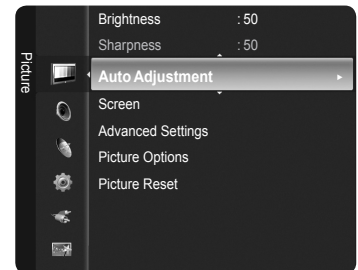 Picture
Brightness : 50
Sharpness : 50
Auto Adjustment
Screen
Advanced Settings
Picture Options
Picture Reset